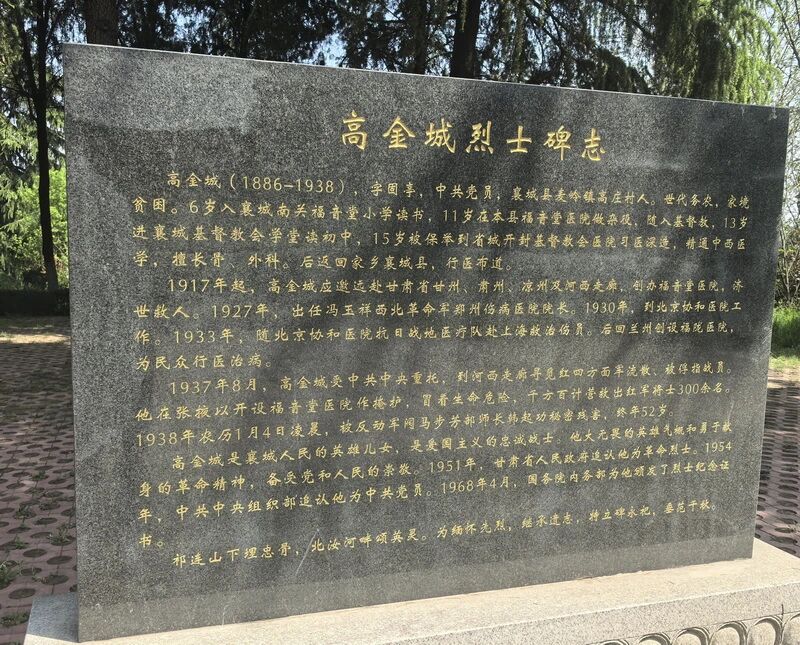 高金城烈士碑志
高金城（1886-1938），字固亭，中共党员，襄城县麦岭镇高庄村人。世代务农，家境
贫困。6岁入襄城南关福音堂小学读书，11岁在本县福音堂医院做杂役，随入基督教，13岁
进襄城基督教会学堂读初中，15岁被保举到省城开封基督教会医院习医深造，精通中西医
学，擅长骨 外科。后返回家乡襄城县，行医布道。
1917年起，高金城应邀远赴甘肃省甘州、肃州、凉州及河西走廊，创办福音堂医院，济
世救人。1927年，出任冯玉祥西北革命军郑州伤病医院院长。1930年，到北京协和医院工
作。1933年，随北京协和医院抗日战地医疗队赴上海救治伤员。后回兰州创设福陇医院，
为民众行医治病。
1937年8月，高金城受中共中央重托，到河西走廊寻觅红四方面军流散、被俘指战员。
他在张掖以开设福音堂医院作掩护，冒着生命危险，千方百计营救出红军将士300余名。
1938年农历1月4日凌晨，被反动军阀马步芳部师长韩起功秘密残害，终年52岁。
高金城是襄城人民的英雄儿女，是爱国主义的忠诚战士。他大无畏的英雄气概和勇于献
身的革命精神，备受党和人民的崇敬。1951年，甘肃省人民政府追认他为革命烈士。1954
年，中共中央组织部追认他为中共党员。1968年4月，国务院内务部为他颁发了烈士纪念证
书。
祁连山下埋忠骨，北汝河畔颂英灵。为缅怀先烈，继承遗志，特立碑永祀，垂范千秋。